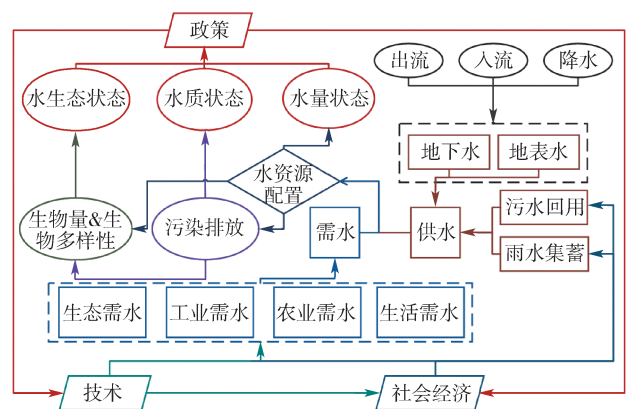 政策
出流
入流
降水
水生态状态
水质状态
水量状态
地下水
地表水
水资源
配置
生物量&生
物多样性
污染排放
需水
供水
污水回用
雨水集蓄
生态需水
工业需水
农业需水
生活需水
技术
社会经济